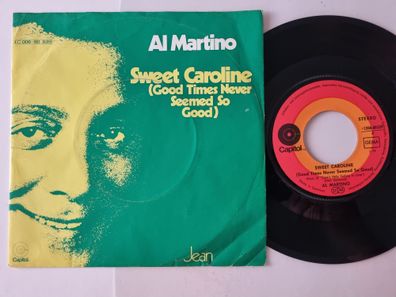 Al Martino
Sweet Caroline
(Good Times Never
Seemed So
Good)
Capitol
Jean
Capitol
STEREO
GEMA
SWEET CAROLINE
(Good Times Never Seemed So Good)
AL MARTINO